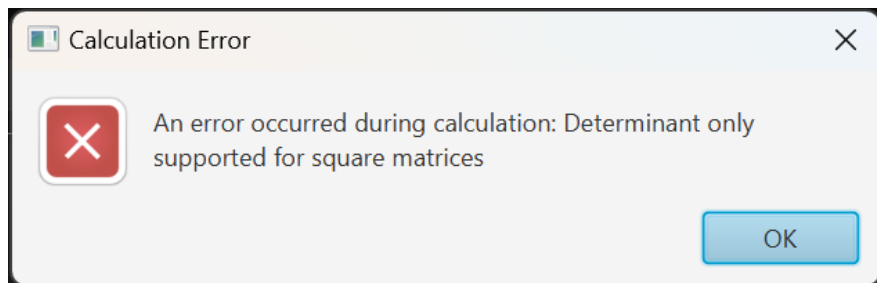 Calculation Error
An error occurred during calculation: Determinant only
supported for square matrices
OK